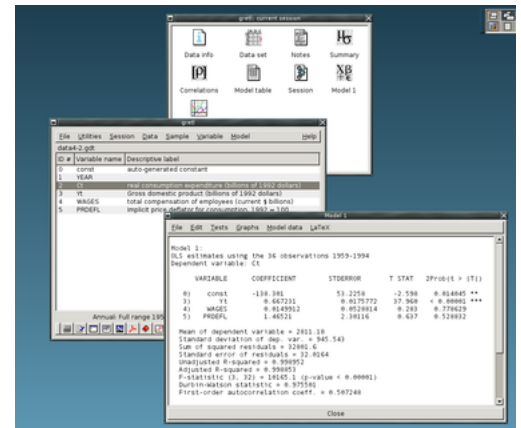 gretl: current session
Data info Data set Notes Summary
Correlations Model table Session Model 1
gretl
File Utilities Session Data Sample Variable Model Help
data4-2.gdt
ID # Variable name Descriptive label
0 const auto-generated constant
1 YEAR
2 Ct real consumption expenditure (billions of 1992 dollars)
3 Yt Gross domestic product (billions of 1992 dollars)
4 WAGES total compensation of employees (current $ billions)
5 PRDEFL implicit price deflator for consumption, 1992 = 100
Annual: Full range 195
Model 1
File Edit Tests Graphs Model data LaTeX
Model 1:
OLS estimates using the 36 observations 1959-1994
Dependent variable: Ct
VARIABLE COEFFICIENT STDERROR T STAT 2Prob(t > |T|)
0) const -138.301 53.2258 -2.598 0.014045 **
3) Yt 0.667231 0.0175772 37.960 < 0.00001 ***
4) WAGES 0.0149912 0.0528814 0.283 0.778629
5) PRDEFL 1.46521 2.30116 0.637 0.528832
Mean of dependent variable = 2811.18
Standard deviation of dep. var. = 945.543
Sum of squared residuals = 32801.6
Standard error of residuals = 32.0164
Unadjusted R-squared = 0.998952
Adjusted R-squared = 0.998853
F-statistic (3, 32) = 10165.1 (p-value < 0.00001)
Durbin-Watson statistic = 0.975501
First-order autocorrelation coeff. = 0.507248
Close